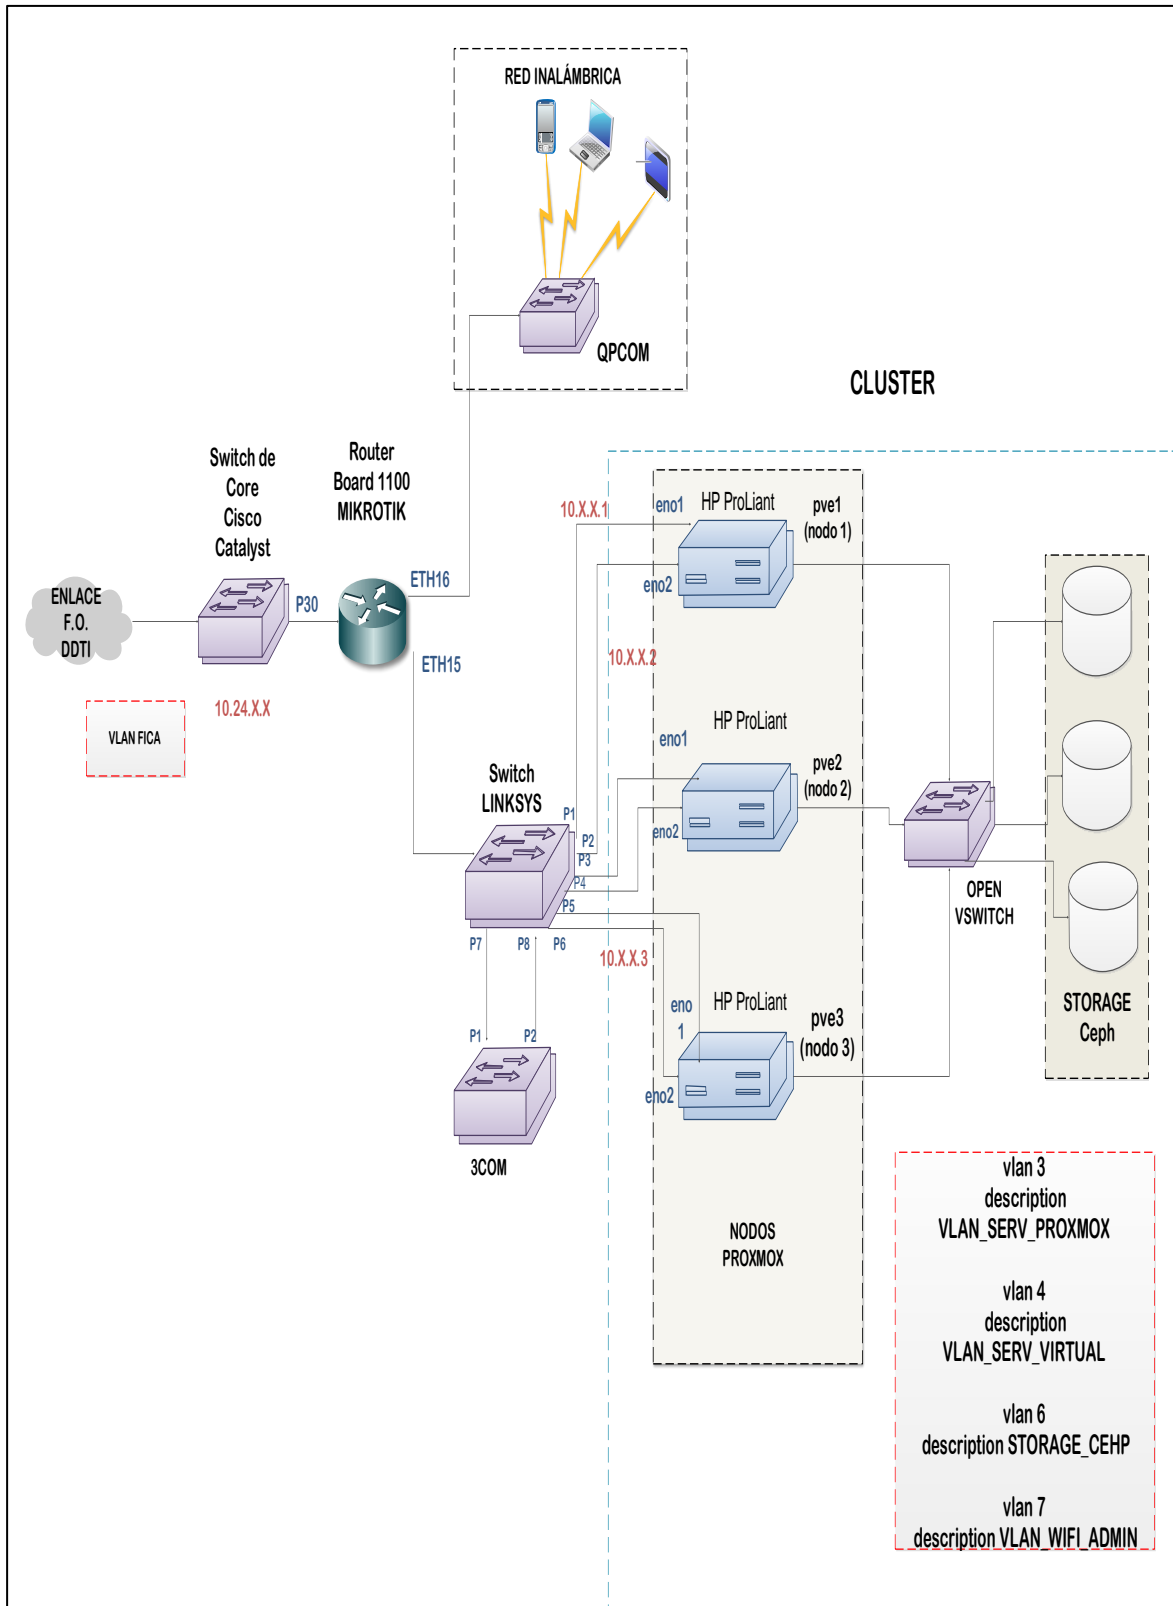 RED INALÁMBRICA
QPCOM
CLUSTER
Switch de
Core
Cisco
Catalyst
Router
Board 1100
MIKROTIK
ENLACE
F.O.
DDTI
P30
ETH16
ETH15
10.24.X.X
VLAN FICA
Switch
LINKSYS
P1
P2
P3
P4
P5
P6
P7
P8
P1
P2
3COM
10.X.X.1
10.X.X.2
10.X.X.3
eno1
HP ProLiant
pve1
(nodo 1)
eno2
HP ProLiant
eno1
pve2
(nodo 2)
eno2
HP ProLiant
eno
1
pve3
(nodo 3)
eno2
NODOS
PROXMOX
OPEN
VSWITCH
STORAGE
Ceph
vlan 3
description
VLAN_SERV_PROXMOX
vlan 4
description
VLAN_SERV_VIRTUAL
vlan 6
description STORAGE_CEHP
vlan 7
description VLAN_WIFI_ADMIN